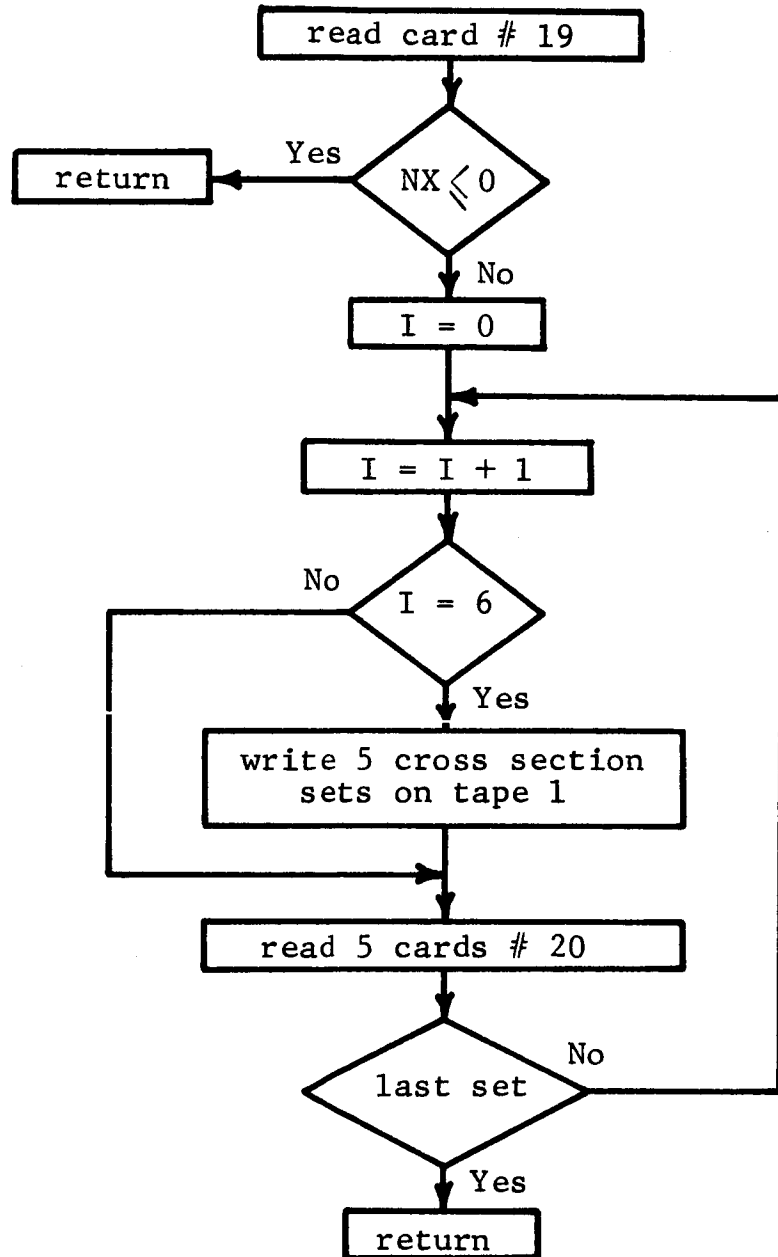 read card # 19
Yes
return
NX ≤ 0
No
I = 0
I = I + 1
No
I = 6
Yes
write 5 cross section
sets on tape 1
read 5 cards # 20
No
last set
Yes
return